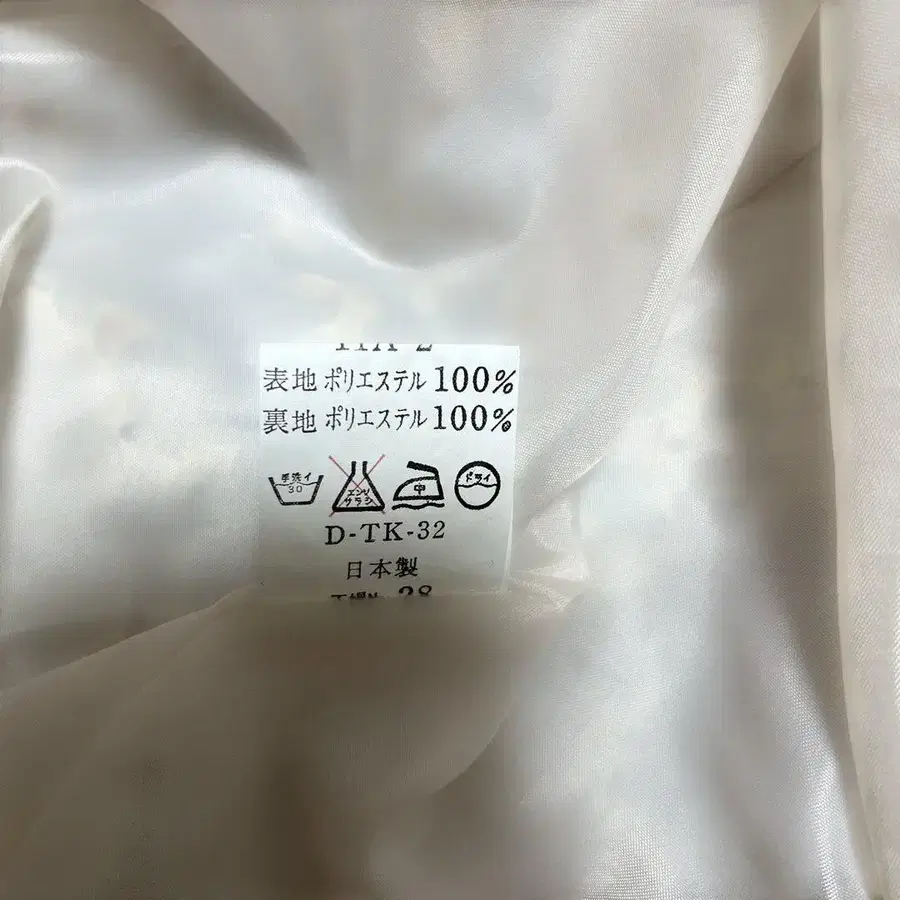 表地 ポリエステル 100%
裏地 ポリエステル 100%
手洗イ 30 エンソ サラシ 中 ドライ
D-TK-32
日本製